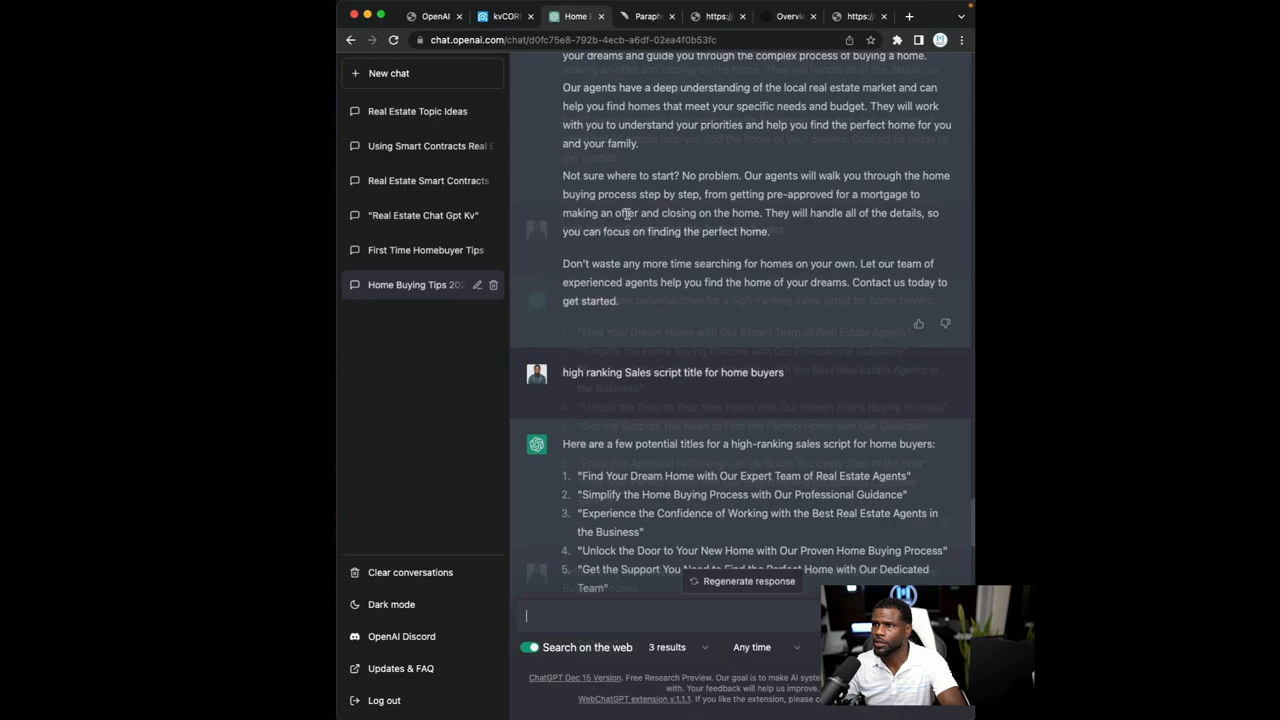 OpenAI
kvCOR
Home E
Paraph
https:/
Overvi
https:/
chat.openai.com/chat/d0fc75e8-792b-4ecb-a6df-02ea4f0b53fc
New chat
Real Estate Topic Ideas
Using Smart Contracts Real E
Real Estate Smart Contracts
"Real Estate Chat Gpt Kv"
First Time Homebuyer Tips
Home Buying Tips 202
Clear conversations
Dark mode
OpenAI Discord
Updates & FAQ
Log out
your dreams and guide you through the complex process of buying a home.
Our agents have a deep understanding of the local real estate market and can
help you find homes that meet your specific needs and budget. They will work
with you to understand your priorities and help you find the perfect home for you
and your family.
Not sure where to start? No problem. Our agents will walk you through the home
buying process step by step, from getting pre-approved for a mortgage to
making an offer and closing on the home. They will handle all of the details, so
you can focus on finding the perfect home.
Don't waste any more time searching for homes on your own. Let our team of
experienced agents help you find the home of your dreams. Contact us today to
get started.
high ranking Sales script title for home buyers
Here are a few potential titles for a high-ranking sales script for home buyers:
1. "Find Your Dream Home with Our Expert Team of Real Estate Agents"
2. "Simplify the Home Buying Process with Our Professional Guidance"
3. "Experience the Confidence of Working with the Best Real Estate Agents in
the Business"
4. "Unlock the Door to Your New Home with Our Proven Home Buying Process"
5. "Get the Support You Need to Find the Perfect Home with Our Dedicated
Team"
Regenerate response
Search on the web
3 results
Any time
ChatGPT Dec 15 Version. Free Research Preview. Our goal is to make AI syste
with. Your feedback will help us improve.
WebChatGPT extension v.1.1.1. If you like the extension, please c